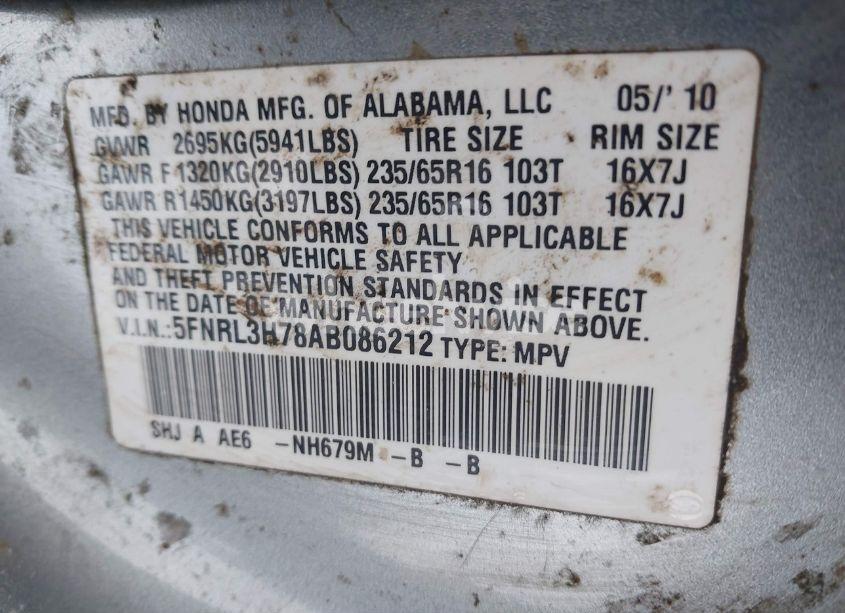 MFD. BY HONDA MFG. OF ALABAMA, LLC 05/' 10
GVWR 2695KG(5941LBS) TIRE SIZE RIM SIZE
GAWR F1320KG(2910LBS) 235/65R16 103T 16X7J
GAWR R1450KG(3197LBS) 235/65R16 103T 16X7J
THIS VEHICLE CONFORMS TO ALL APPLICABLE
FEDERAL MOTOR VEHICLE SAFETY
AND THEFT PREVENTION STANDARDS IN EFFECT
ON THE DATE OF MANUFACTURE SHOWN ABOVE.
V.I.N.:5FNRL3H78AB086212 TYPE: MPV
SHJ A AE6 -NH679M -B -B